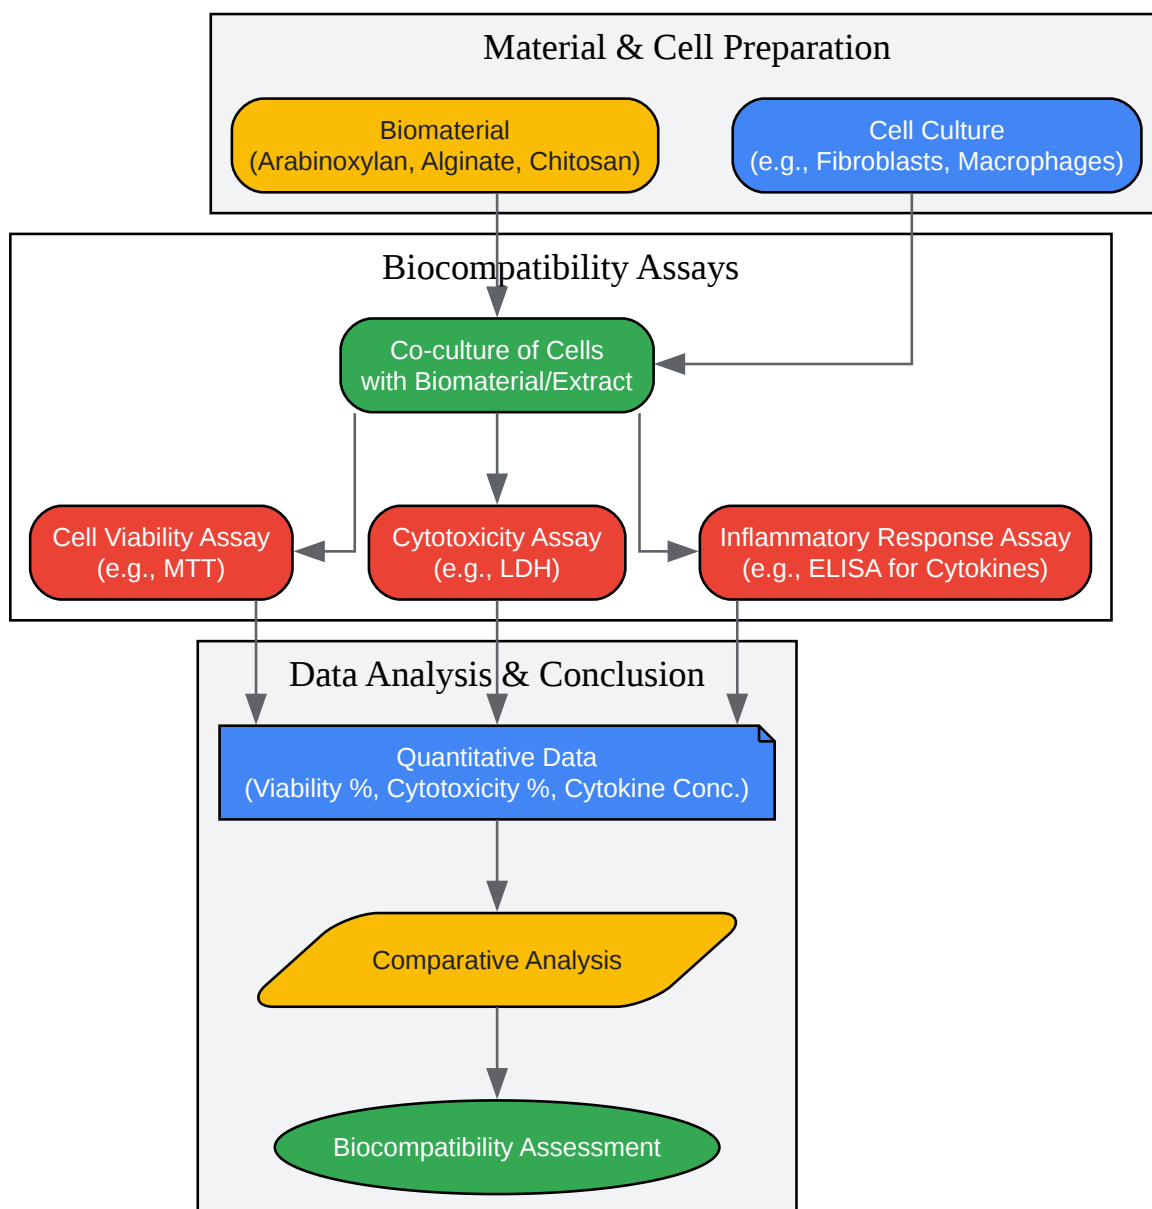 Material & Cell Preparation
Biomaterial
(Arabinoxylan, Alginate, Chitosan)
Cell Culture
(e.g., Fibroblasts, Macrophages)
Biocompatibility Assays
Co-culture of Cells
with Biomaterial/Extract
Cell Viability Assay
(e.g., MTT)
Cytotoxicity Assay
(e.g., LDH)
Inflammatory Response Assay
(e.g., ELISA for Cytokines)
Data Analysis & Conclusion
Quantitative Data
(Viability %, Cytotoxicity %, Cytokine Conc.)
Comparative Analysis
Biocompatibility Assessment